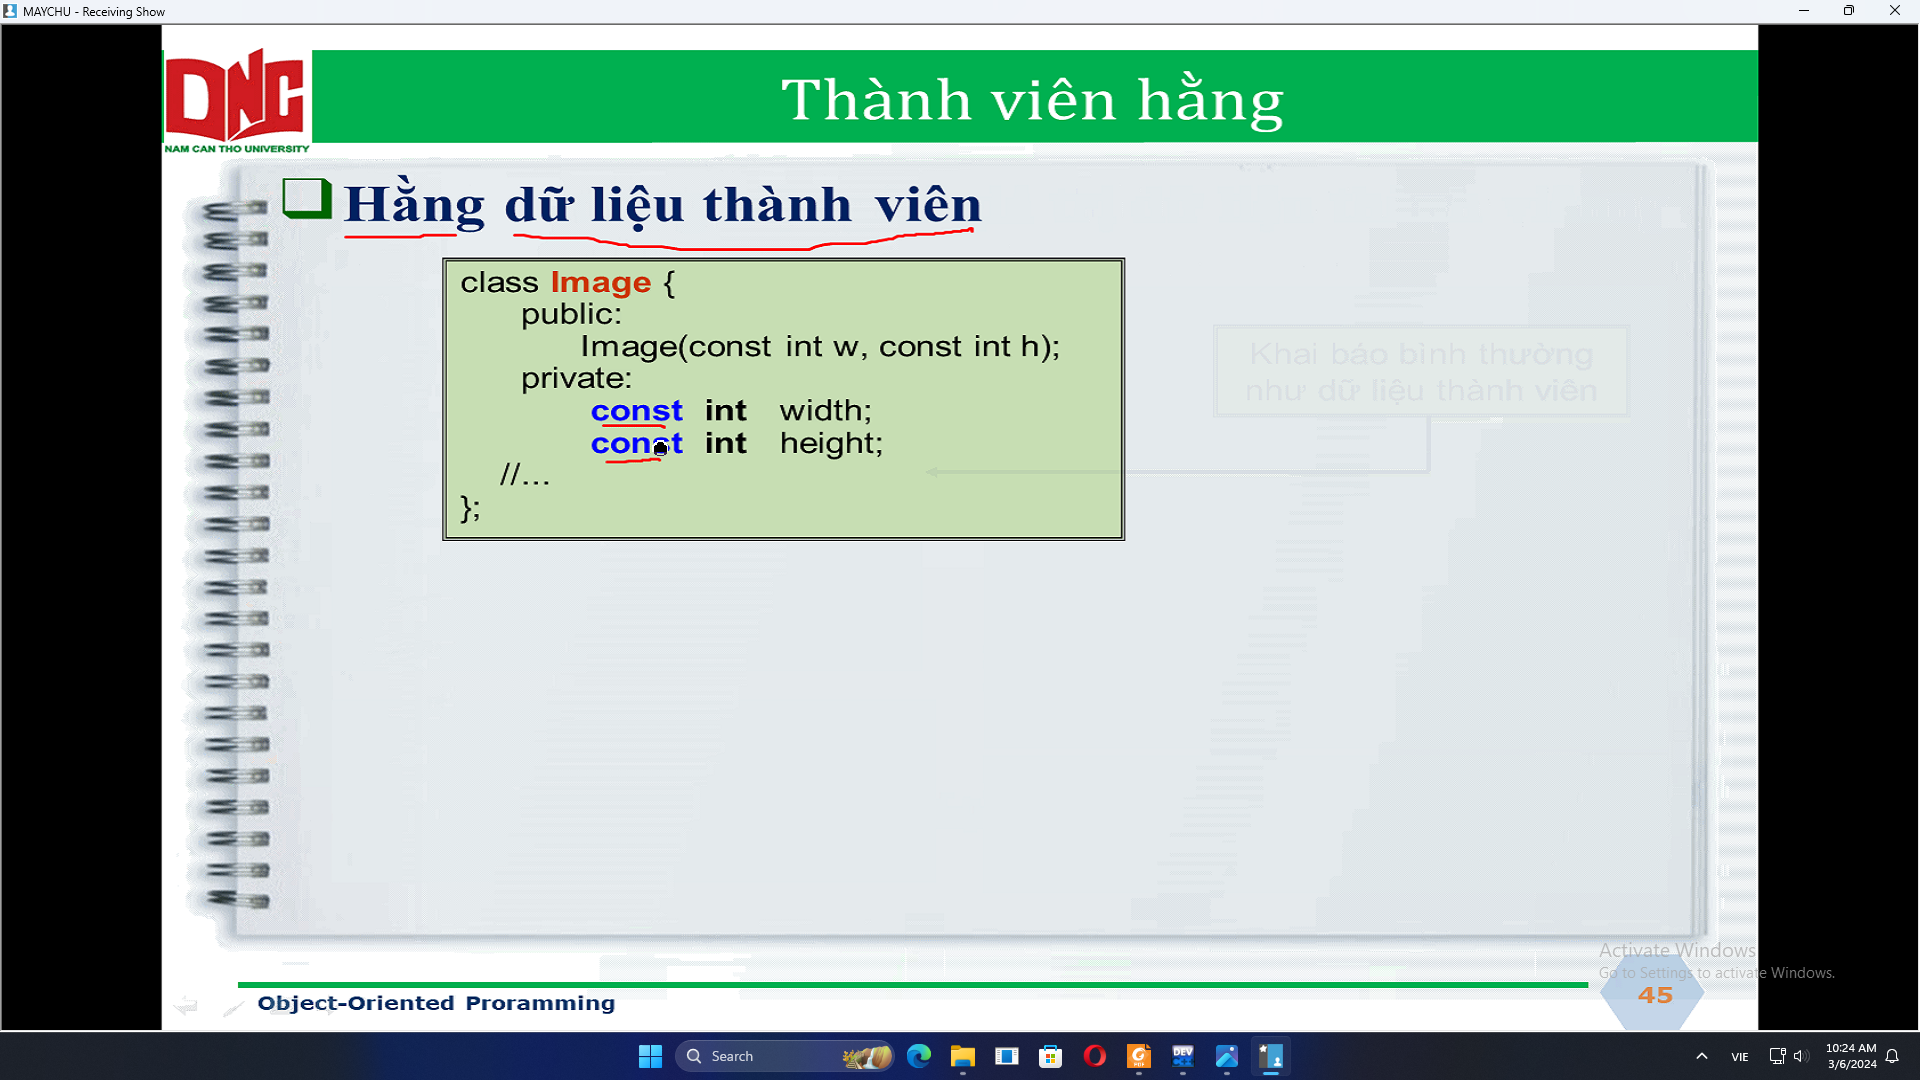 MAYCHU - Receiving Show
DNC
NAM CAN THO UNIVERSITY
Thành viên hằng
Hằng dữ liệu thành viên
class Image {
public:
Image(const int w, const int h);
private:
const int width;
const int height;
//...
};
Khai báo bình thường
như dữ liệu thành viên
Activate Windows
Go to Settings to activate Windows.
45
Object-Oriented Proramming
Search
PDF
DEV
VIE
10:24 AM
3/6/2024